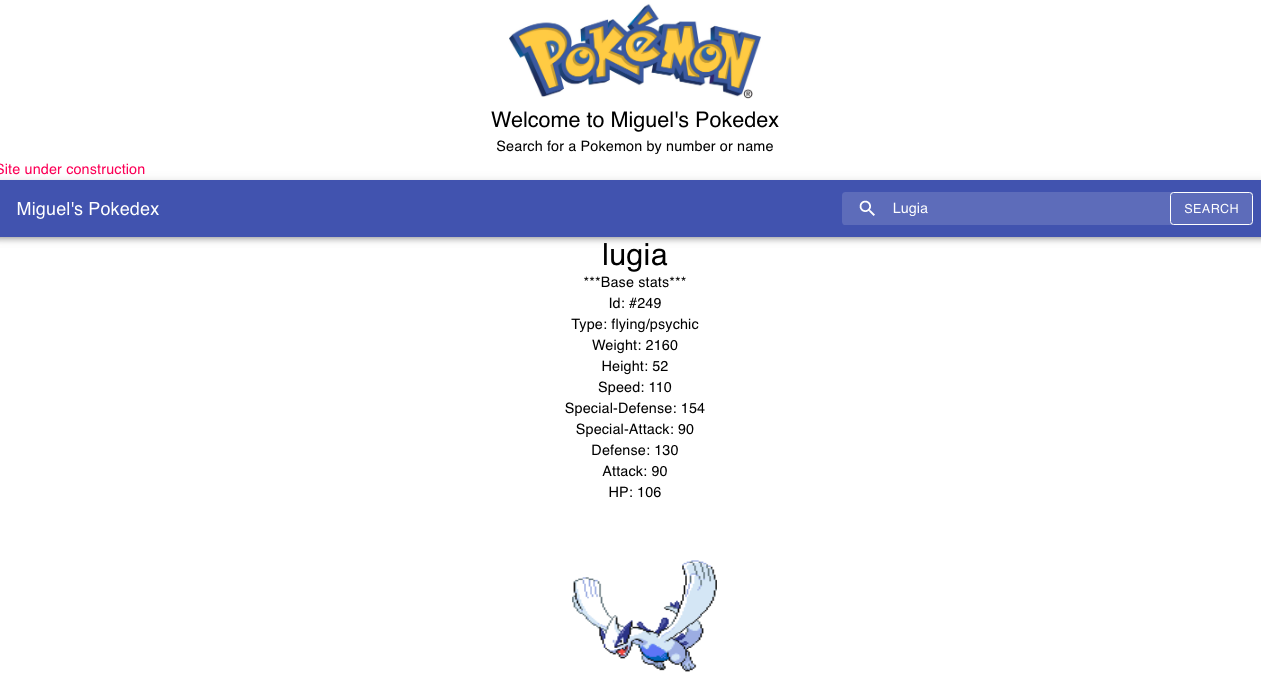 POKéMON®
Welcome to Miguel's Pokedex
Search for a Pokemon by number or name
Site under construction
Miguel's Pokedex
Lugia
SEARCH
lugia
***Base stats***
Id: #249
Type: flying/psychic
Weight: 2160
Height: 52
Speed: 110
Special-Defense: 154
Special-Attack: 90
Defense: 130
Attack: 90
HP: 106